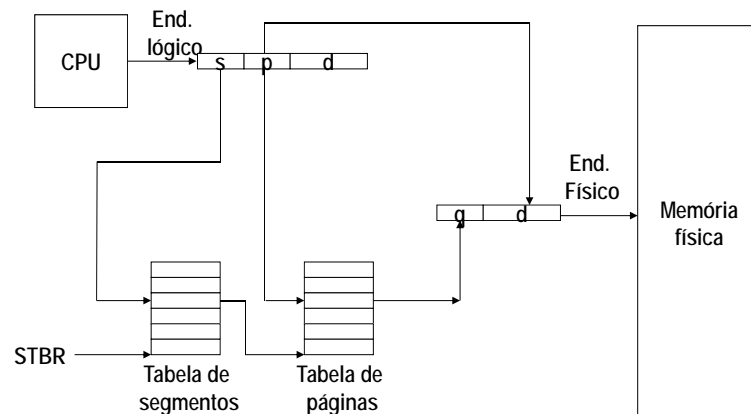 End.
lógico
CPU
s p d
End.
Físico
q d
Memória
física
STBR
Tabela de
segmentos
Tabela de
páginas